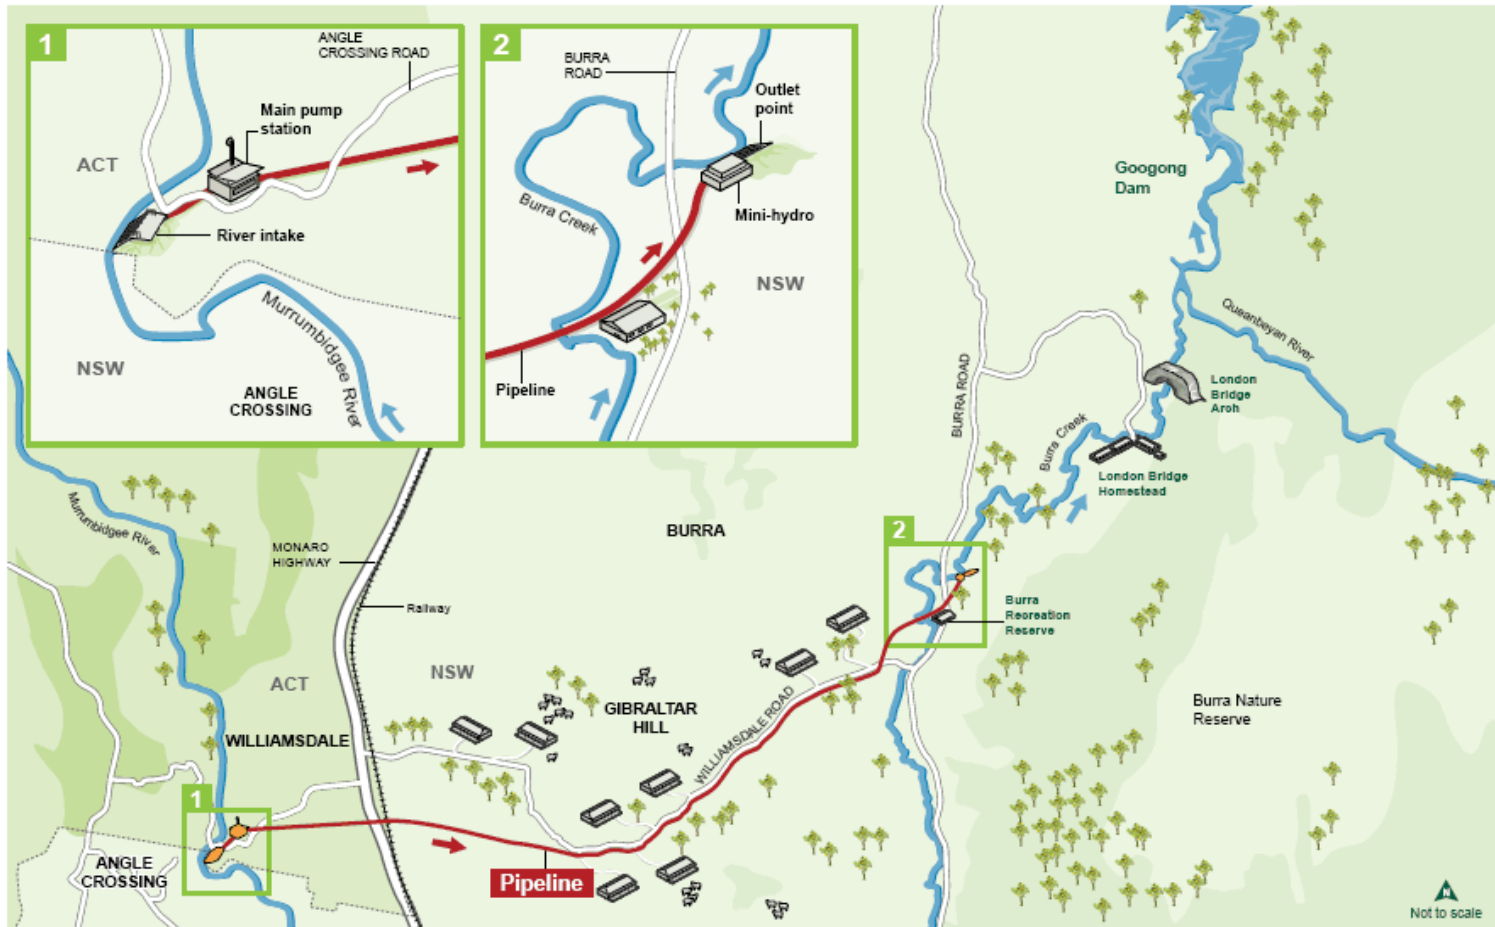 1
ANGLE
CROSSING ROAD
Main pump
station
ACT
River intake
Murrumbidgee River
NSW
ANGLE
CROSSING
2
BURRA
ROAD
Outlet
point
Burra Creek
Mini-hydro
NSW
Pipeline
Googong
Dam
Queanbeyan River
BURRA ROAD
London
Bridge
Arch
Burra Creek
London Bridge
Homestead
Murrumbidgee River
MONARO
HIGHWAY
BURRA
2
Railway
Burra
Recreation
Reserve
NSW
ACT
GIBRALTAR
HILL
WILLIAMSDALE ROAD
Burra Nature
Reserve
WILLIAMSDALE
1
ANGLE
CROSSING
Pipeline
N
Not to scale